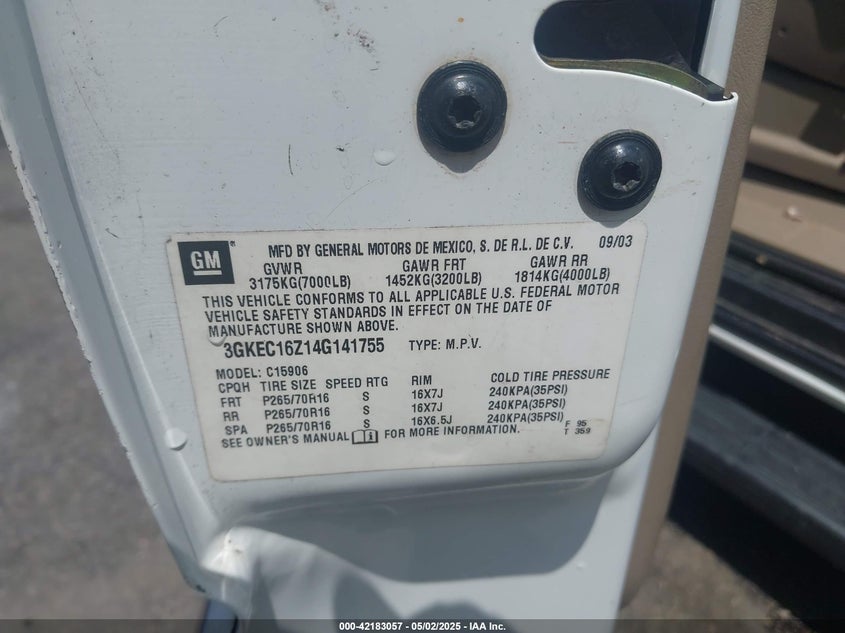 GM
MFD BY GENERAL MOTORS DE MEXICO, S. DE R.L. DE C.V. 09/03
GVWR GAWR FRT GAWR RR
3175KG(7000LB) 1452KG(3200LB) 1814KG(4000LB)
THIS VEHICLE CONFORMS TO ALL APPLICABLE U.S. FEDERAL MOTOR
VEHICLE SAFETY STANDARDS IN EFFECT ON THE DATE OF
MANUFACTURE SHOWN ABOVE.
3GKEC16Z14G141755 TYPE: M.P.V.
MODEL: C15906
CPQH TIRE SIZE SPEED RTG RIM COLD TIRE PRESSURE
FRT P265/70R16 S 16X7J 240KPA(35PSI)
RR P265/70R16 S 16X7J 240KPA(35PSI)
SPA P265/70R16 S 16X6.5J 240KPA(35PSI)
SEE OWNER'S MANUAL FOR MORE INFORMATION. F 95
T 359
000-42183057 - 05/02/2025 - IAA Inc.